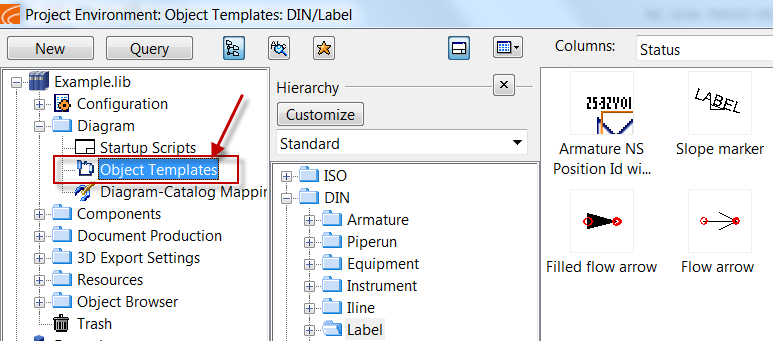 Project Environment: Object Templates: DIN/Label
New
Query
Columns:
Status
Example.lib
Configuration
Diagram
Startup Scripts
Object Templates
Diagram-Catalog Mappin
Components
Document Production
3D Export Settings
Resources
Object Browser
Trash
Hierarchy
Customize
Standard
ISO
DIN
Armature
Piperun
Equipment
Instrument
Iline
Label
25-32Y01
Armature NS
Position Id wi...
LABEL
Slope marker
Filled flow arrow
Flow arrow